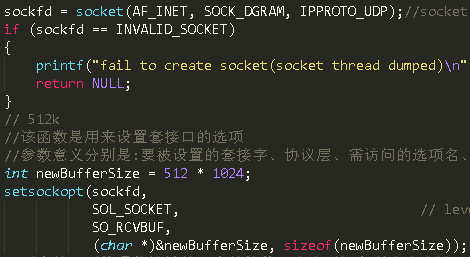 sockfd = socket(AF_INET, SOCK_DGRAM, IPPROTO_UDP);//socket
if (sockfd == INVALID_SOCKET)
{
printf("fail to create socket(socket thread dumped)\n"
return NULL;
}
// 512k
//该函数是用来设置套接口的选项
//参数意义分别是:要被设置的套接字、协议层、需访问的选项名、
int newBufferSize = 512 * 1024;
setsockopt(sockfd,
SOL_SOCKET, // leve
SO_RCVBUF,
(char *)&newBufferSize, sizeof(newBufferSize));